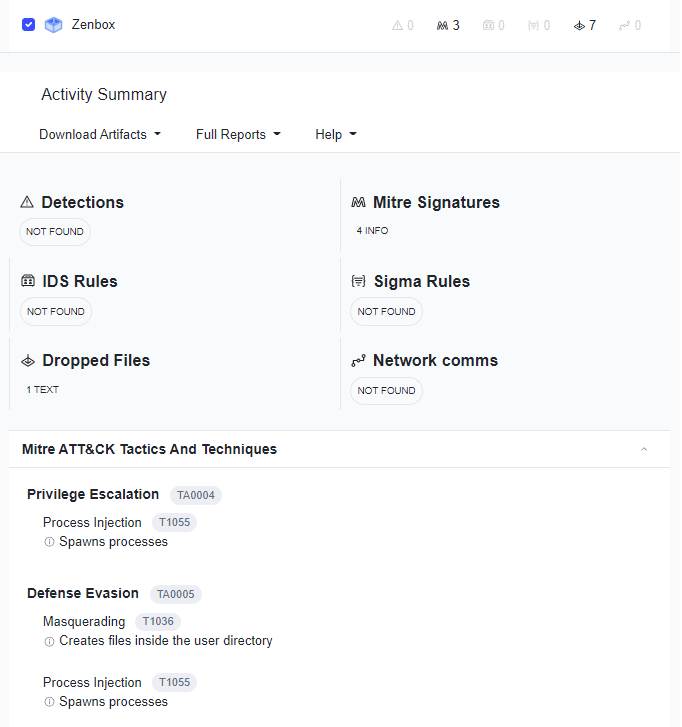 Zenbox 0 3 0 0 7 0
Activity Summary
Download Artifacts Full Reports Help
Detections
NOT FOUND
Mitre Signatures
4 INFO
IDS Rules
NOT FOUND
Sigma Rules
NOT FOUND
Dropped Files
1 TEXT
Network comms
NOT FOUND
Mitre ATT&CK Tactics And Techniques
Privilege Escalation TA0004
Process Injection T1055
Spawns processes
Defense Evasion TA0005
Masquerading T1036
Creates files inside the user directory
Process Injection T1055
Spawns processes